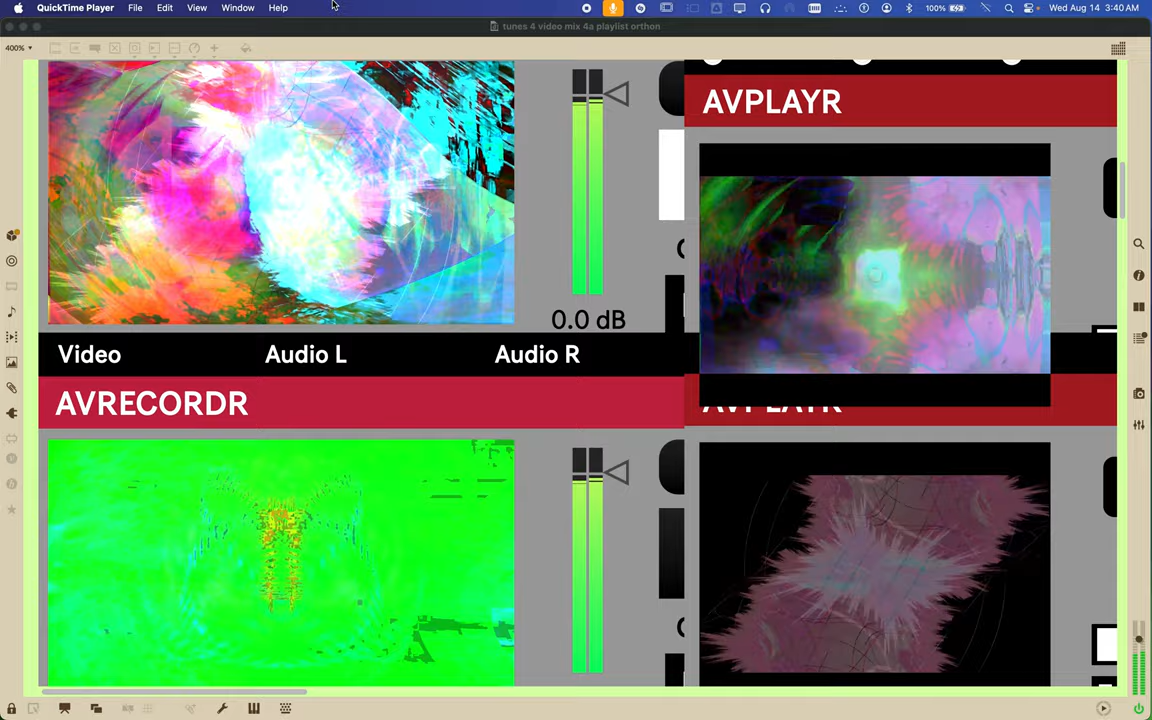 QuickTime Player File Edit View Window Help 100% Wed Aug 14 3:40 AM
tunes 4 video mix 4a playlist orthon
400%
AVPLAYR
0.0 dB
Video Audio L Audio R
AVRECORDR
AVPLAYR